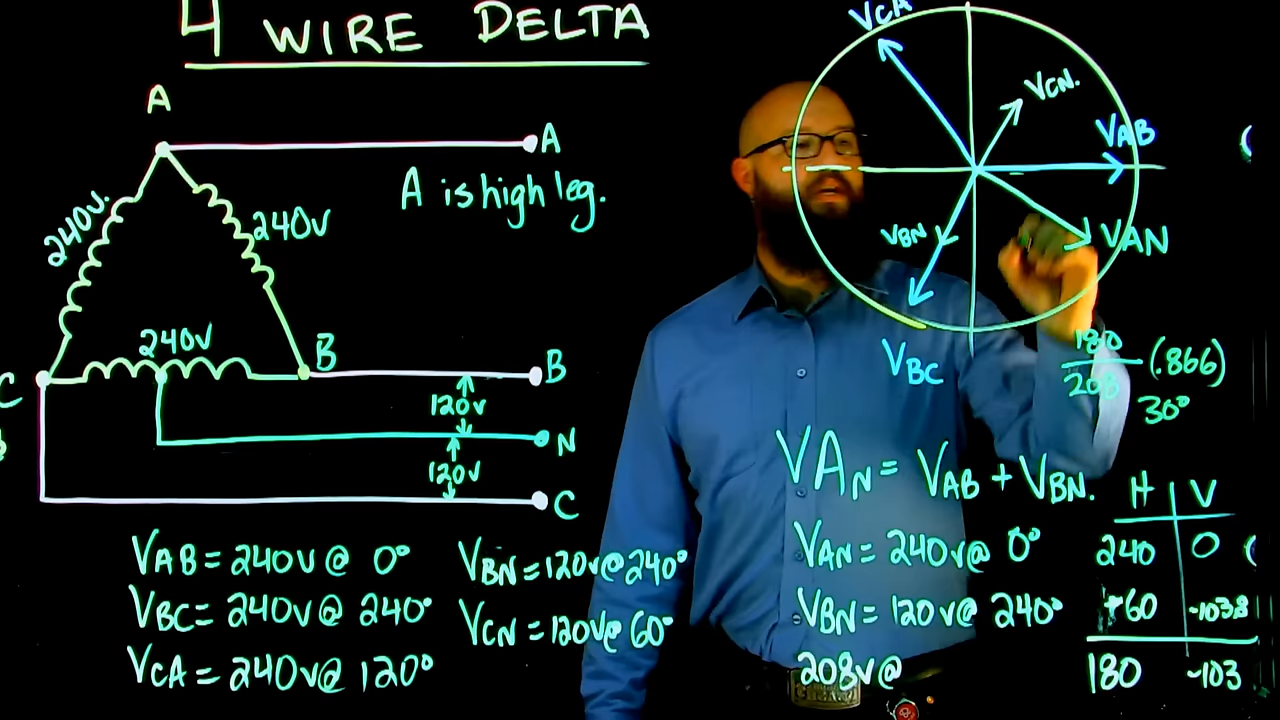 4 WIRE DELTA
A
A
A is high leg.
240v.
240v
240v
B
B
C
120v
N
120v
C
VAB = 240v @ 0°
VBC = 240v @ 240°
VCA = 240v @ 120°
VBN = 120v @ 240°
VCN = 120v @ 60°
VCA
VCN.
VAB
VBN
VAN
VBC
180
208
(.866)
30°
VAN = VAB + VBN.
VAN = 240v @ 0°
VBN = 120v @ 240°
208v @
H V
240 0
-60 -103.8
180 -103